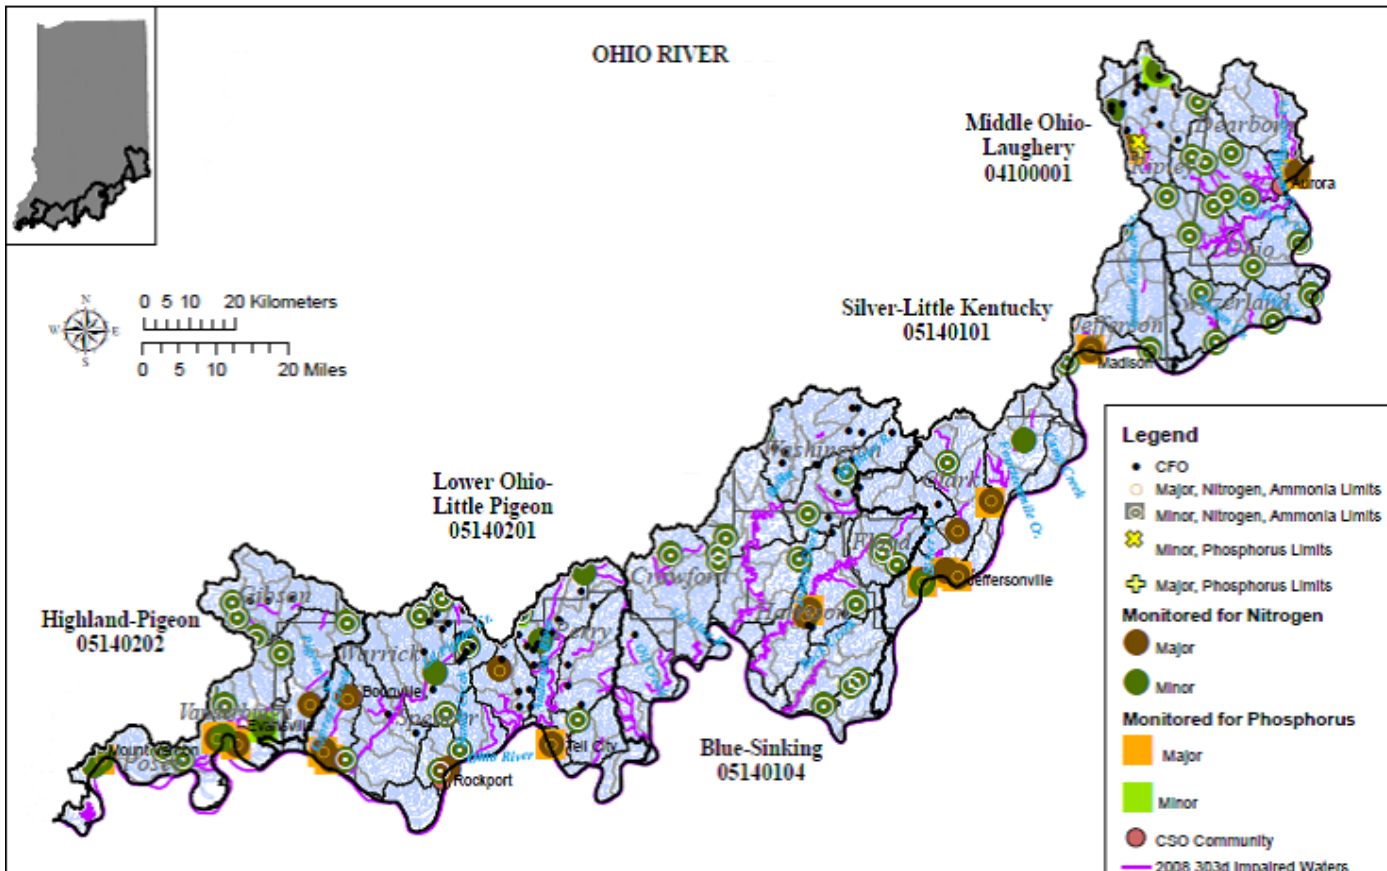 OHIO RIVER
Middle Ohio-
Laughery
04100001
Dearborn
Ripley
Aurora
Ohio
Switzerland
Jefferson
Madison
Silver-Little Kentucky
05140101
N
W
E
S
0 5 10 20 Kilometers
0 5 10 20 Miles
Washington
Clark
Lower Ohio-
Little Pigeon
05140201
Floyd
Jeffersonville
Crawford
Harrison
Highland-Pigeon
05140202
Gibson
Perry
Warrick
Boonville
Spencer
Vanderburgh
Evansville
Mount Vernon
Posey
Ohio River
Tell City
Rockport
Blue-Sinking
05140104
Legend
CFO
Major, Nitrogen, Ammonia Limits
Minor, Nitrogen, Ammonia Limits
Minor, Phosphorus Limits
Major, Phosphorus Limits
Monitored for Nitrogen
Major
Minor
Monitored for Phosphorus
Major
Minor
CSO Community
2008 303d Impaired Waters